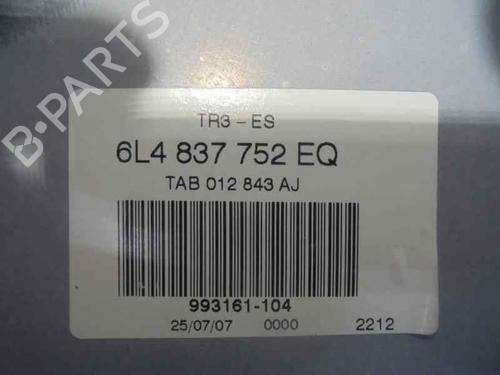 B-PARTS
TR3 - ES
6L4 837 752 EQ
TAB 012 843 AJ
993161-104
25/07/07 0000 2212